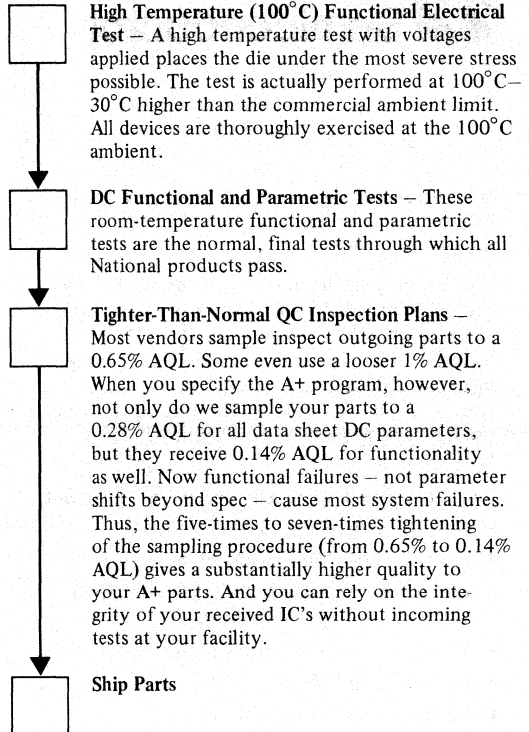 High Temperature (100°C) Functional Electrical
Test – A high temperature test with voltages
applied places the die under the most severe stress
possible. The test is actually performed at 100°C–
30°C higher than the commercial ambient limit.
All devices are thoroughly exercised at the 100°C
ambient.
DC Functional and Parametric Tests – These
room-temperature functional and parametric
tests are the normal, final tests through which all
National products pass.
Tighter-Than-Normal QC Inspection Plans –
Most vendors sample inspect outgoing parts to a
0.65% AQL. Some even use a looser 1% AQL.
When you specify the A+ program, however,
not only do we sample your parts to a
0.28% AQL for all data sheet DC parameters,
but they receive 0.14% AQL for functionality
as well. Now functional failures – not parameter
shifts beyond spec – cause most system failures.
Thus, the five-times to seven-times tightening
of the sampling procedure (from 0.65% to 0.14%
AQL) gives a substantially higher quality to
your A+ parts. And you can rely on the inte-
grity of your received IC's without incoming
tests at your facility.
Ship Parts